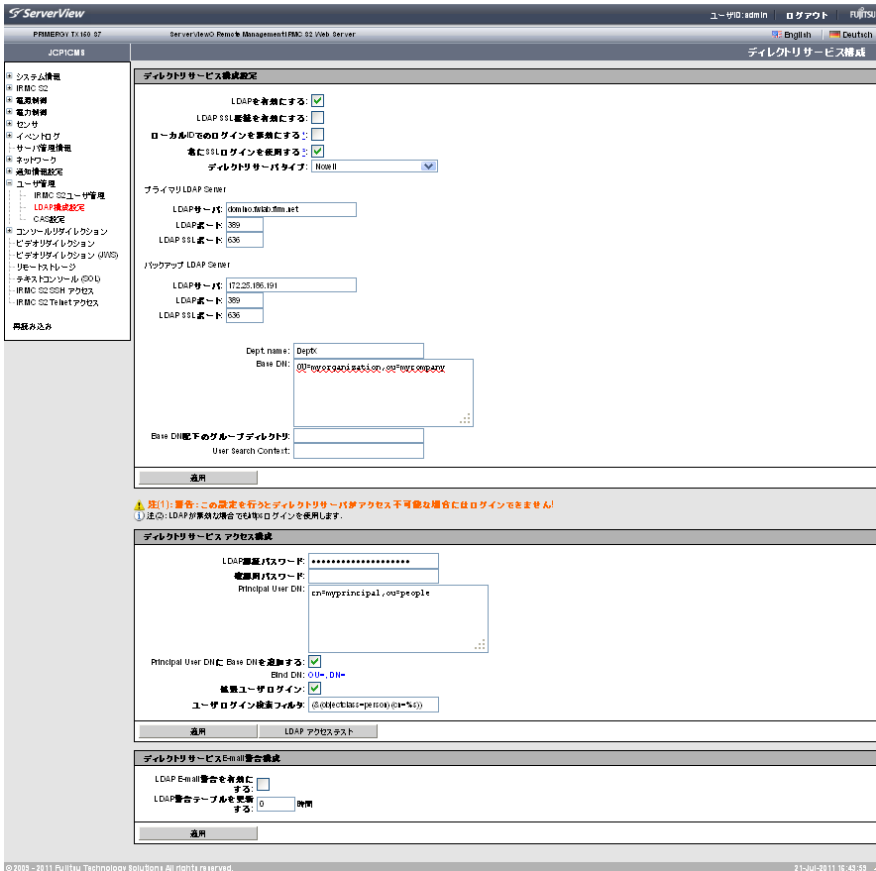 ServerView
ユーザID:admin ログアウト FUJITSU
PRIMERGY TX160 S7 ServerView® Remote Management iRMC S2 Web Server English Deutsch
JCPICMS ディレクトリサービス構成
システム情報
iRMC S2
電源制御
電力制御
センサ
イベントログ
サーバ管理情報
ネットワーク
通知情報設定
ユーザ管理
iRMC S2ユーザ管理
LDAP構成設定
CAS設定
コンソールリダイレクション
ビデオリダイレクション
ビデオリダイレクション (JWS)
リモートストレージ
テキストコンソール (SOL)
iRMC S2 SSH アクセス
iRMC S2 Telnet アクセス
再読み込み
ディレクトリサービス構成設定
LDAPを有効にする:
LDAP SSL接続を有効にする:
ローカルIDでのログインを無効にする
常にSSLログインを使用する
ディレクトリサーバタイプ: Novell
プライマリ LDAP Server
LDAPサーバ:
LDAPポート: 389
LDAP SSLポート: 636
バックアップ LDAP Server
LDAPサーバ: 172.25.186.191
LDAPポート: 389
LDAP SSLポート: 636
Dept. name: DeptX
Base DN: OU=myorganization,ou=mycompany
Base DN配下のグループディレクトリ:
User Search Context:
適用
注(1): 警告: この設定を行うとディレクトリサーバがアクセス不可能な場合にはログインできません!
注(2): LDAPが無効な場合でもhttpsログインを使用します.
ディレクトリサービス アクセス構成
LDAP認証パスワード: ••••••••••••••••••••
確認用パスワード:
Principal User DN: cn=myprincipal,ou=people
Principal User DNに Base DNを追加する:
Bind DN: OU=, DN=
拡張ユーザログイン:
ユーザログイン検索フィルタ: (&(objectclass=person)(cn=%s))
適用 LDAP アクセステスト
ディレクトリサービスE-mail警告構成
LDAP E-mail警告を有効に
する:
LDAP警告テーブルを更新
する: 0 時間
適用
© 2009 - 2011 Fujitsu Technology Solutions All rights reserved. 21-Jul-2011 16:43:59